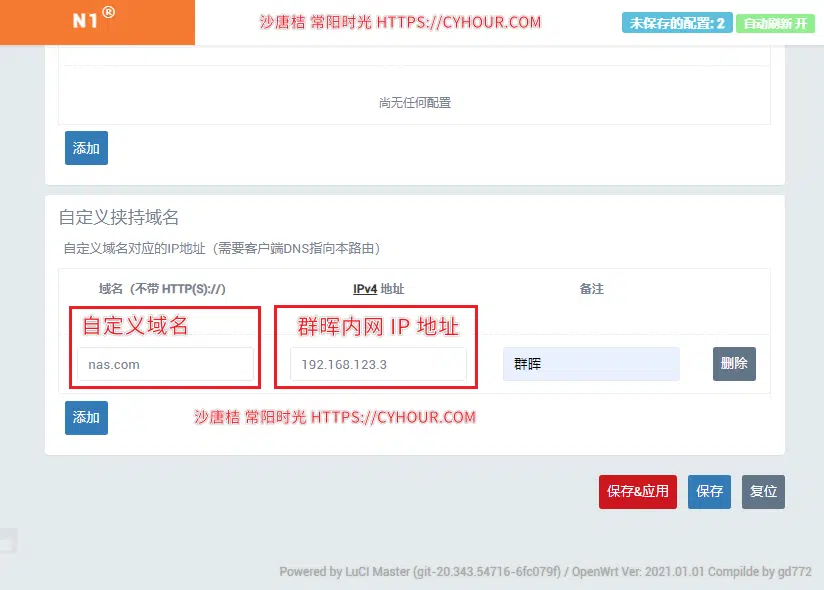 N1®
沙唐桔 常阳时光 HTTPS://CYHOUR.COM
未保存的配置: 2
自动刷新 开
尚无任何配置
添加
自定义挟持域名
自定义域名对应的IP地址（需要客户端DNS指向本路由）
域名（不带 HTTP(S)://） IPv4 地址 备注
自定义域名 群晖内网 IP 地址
nas.com 192.168.123.3 群晖 删除
添加
沙唐桔 常阳时光 HTTPS://CYHOUR.COM
保存&应用 保存 复位
Powered by LuCI Master (git-20.343.54716-6fc079f) / OpenWrt Ver: 2021.01.01 Compilde by gd772